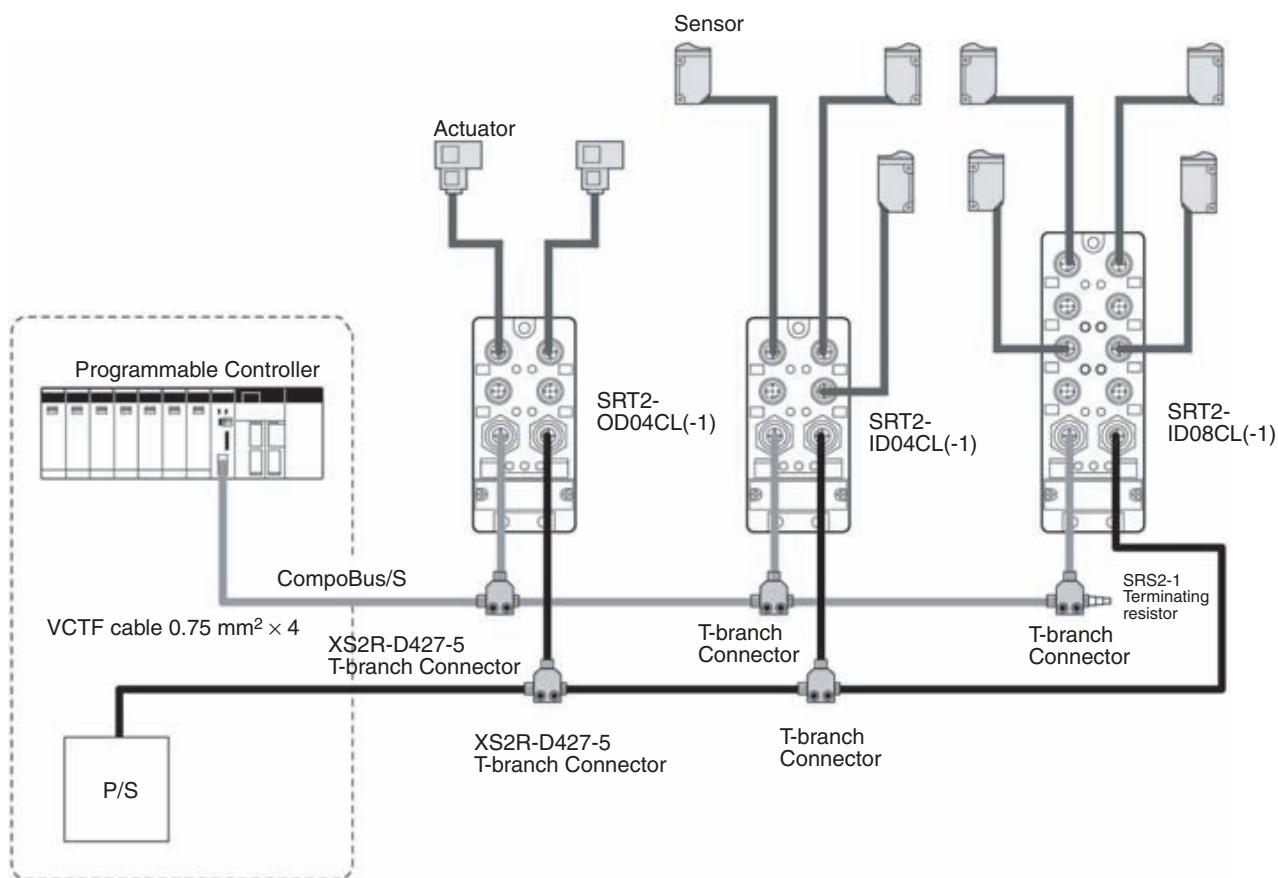 Sensor
Actuator
Programmable Controller
SRT2-
OD04CL(-1)
SRT2-
ID04CL(-1)
SRT2-
ID08CL(-1)
CompoBus/S
VCTF cable 0.75 mm² × 4
XS2R-D427-5
T-branch Connector
T-branch
Connector
SRS2-1
Terminating
resistor
T-branch
Connector
XS2R-D427-5
T-branch Connector
T-branch
Connector
P/S